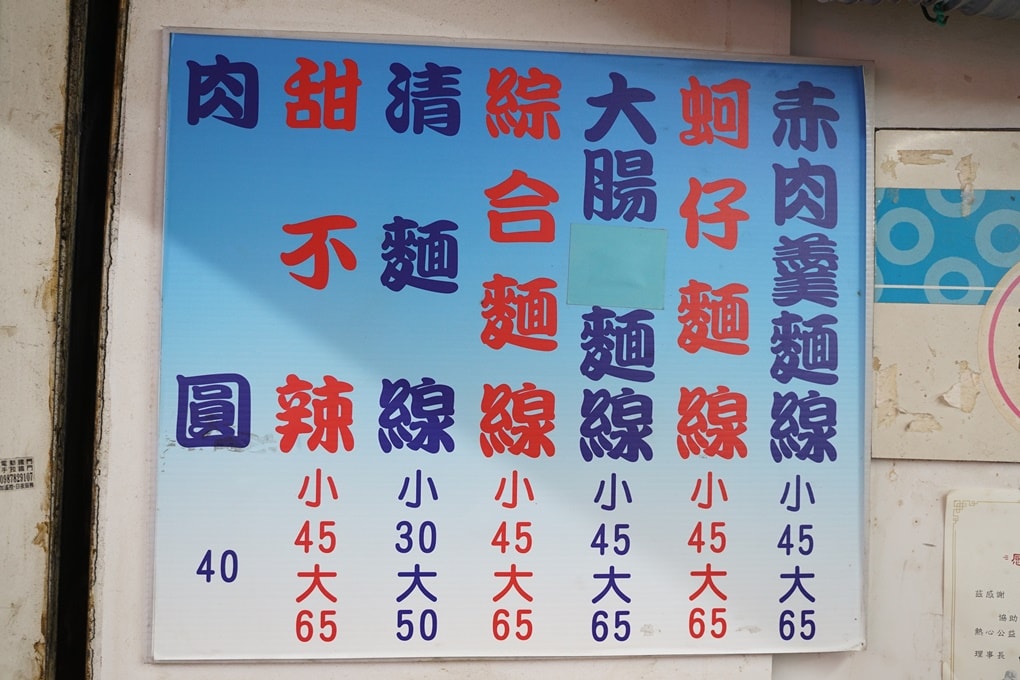 赤肉羹麵線 小45大65
蚵仔麵線 小45大65
大腸麵線 小45大65
綜合麵線 小45大65
清麵線 小30大50
甜不辣 小45大65
肉圓 40
茲感謝
協助
熱心公益
理事長
0987829107